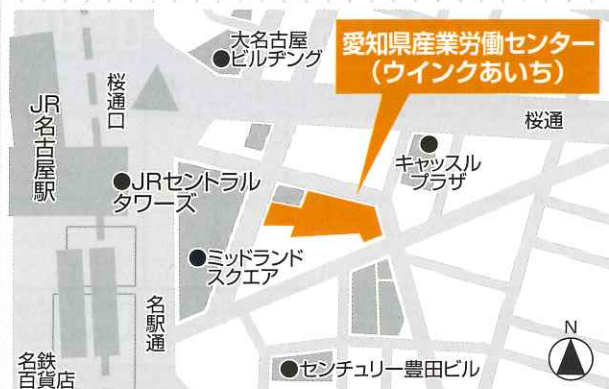 大名古屋
ビルヂング
愛知県産業労働センター
（ウインクあいち）
桜通口
JR名古屋駅
桜通
キャッスル
プラザ
JRセントラル
タワーズ
ミッドランド
スクエア
名駅通
名鉄
百貨店
センチュリー豊田ビル
N